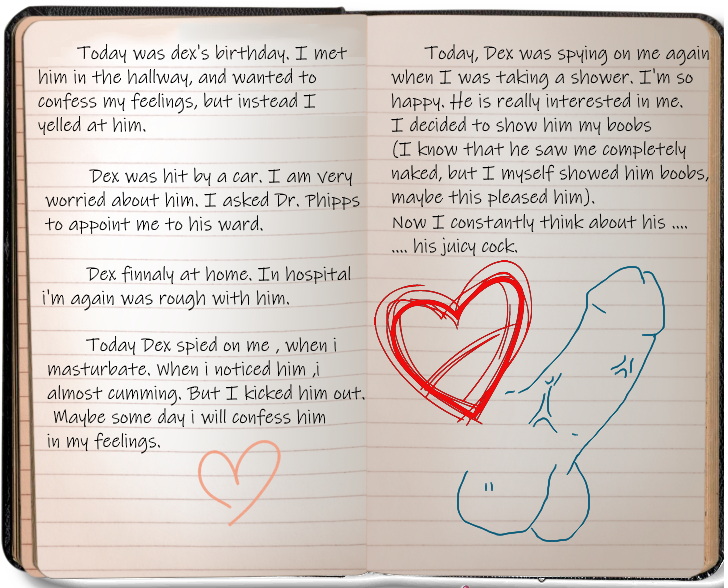 Today was dex's birthday. I met
him in the hallway, and wanted to
confess my feelings, but instead I
yelled at him.
Dex was hit by a car. I am very
worried about him. I asked Dr. Phipps
to appoint me to his ward.
Dex finnaly at home. In hospital
i'm again was rough with him.
Today Dex spied on me , when i
masturbate. When i noticed him ,i
almost cumming. But I kicked him out.
Maybe some day i will confess him
in my feelings.
Today, Dex was spying on me again
when I was taking a shower. I'm so
happy. He is really interested in me.
I decided to show him my boobs
(I know that he saw me completely
naked, but I myself showed him boobs,
maybe this pleased him).
Now I constantly think about his ....
.... his juicy cock.